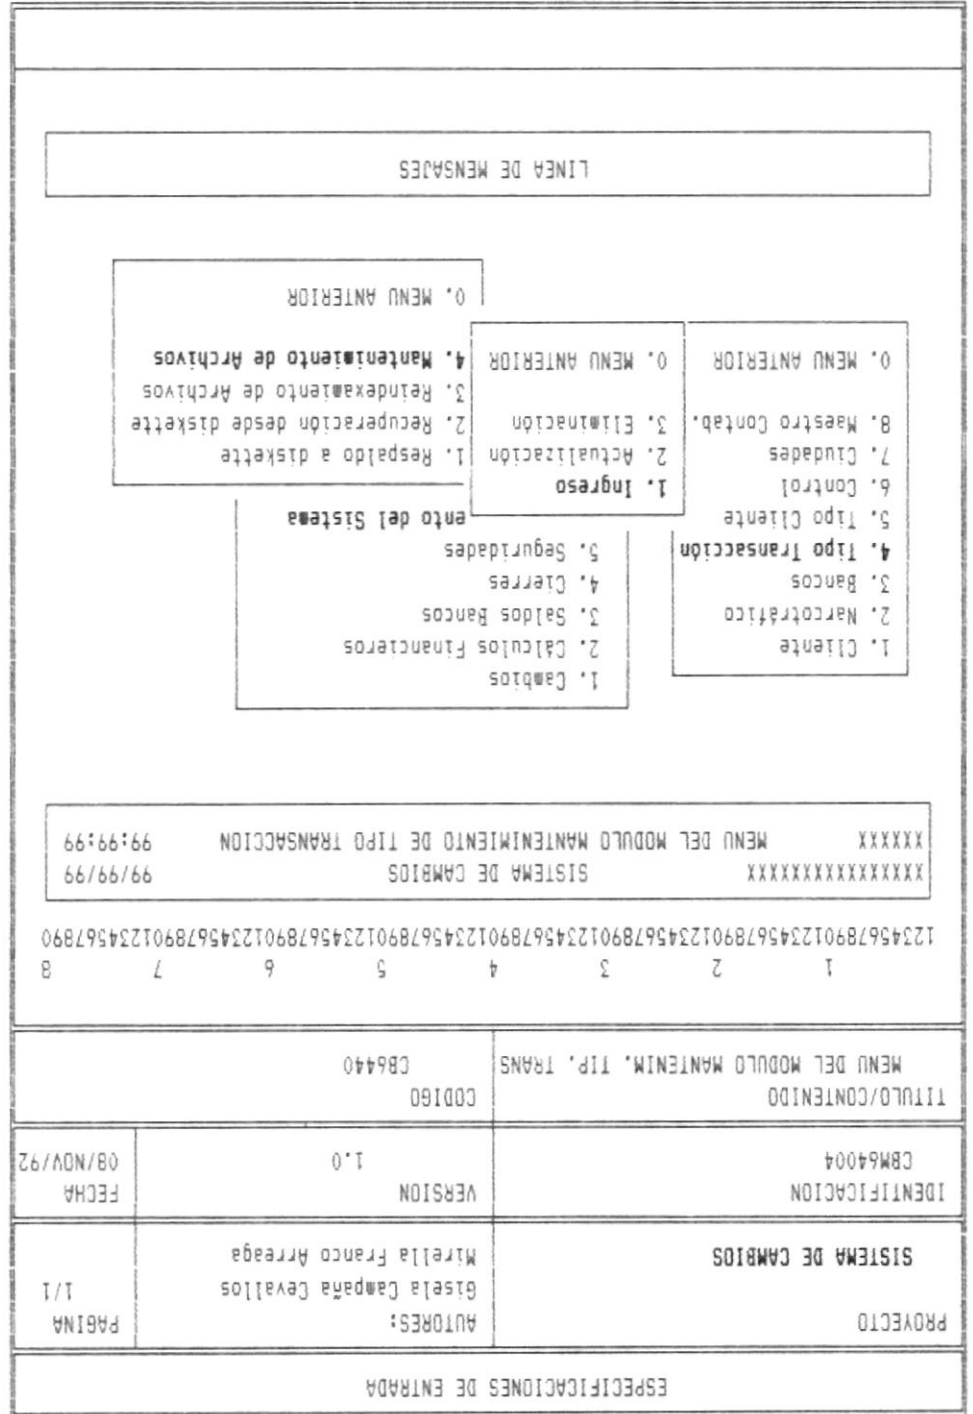 ESPECIFICACIONES DE ENTRADA
PROYECTO
SISTEMA DE CAMBIOS
AUTORES:
Gisela Campaña Cevallos
Mirella Franco Arreaga
PAGINA
1/1
IDENTIFICACION
CBM64004
VERSION
1.0
FECHA
08/NOV/92
TITULO/CONTENIDO
MENU DEL MODULO MANTENIM. TIP. TRANS
CODIGO
CB6440
1 2 3 4 5 6 7 8
12345678901234567890123456789012345678901234567890123456789012345678901234567890
XXXXXXXXXXXXXXXX SISTEMA DE CAMBIOS 99/99/99
XXXXXX MENU DEL MODULO MANTENIMIENTO DE TIPO TRANSACCION 99:99:99
1. Cliente
2. Narcotráfico
3. Bancos
4. Tipo Transacción
5. Tipo Cliente
6. Control
7. Ciudades
8. Maestro Contab.
0. MENU ANTERIOR
1. Cambios
2. Cálculos Financieros
3. Saldos Bancos
4. Cierres
5. Seguridades
ento del Sistema
1. Ingreso
2. Actualización
3. Eliminación
0. MENU ANTERIOR
1. Respaldo a diskette
2. Recuperación desde diskette
3. Reindexamiento de Archivos
4. Mantenimiento de Archivos
0. MENU ANTERIOR
LINEA DE MENSAJES